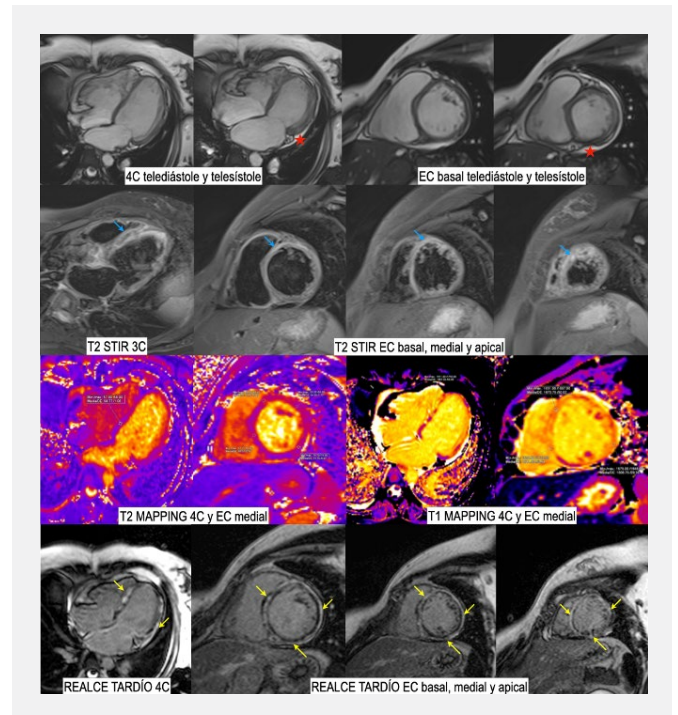 4C telediástole y telesístole
EC basal telediástole y telesístole
T2 STIR 3C
T2 STIR EC basal, medial y apical
T2 MAPPING 4C y EC medial
T1 MAPPING 4C y EC medial
REALCE TARDÍO 4C
REALCE TARDÍO EC basal, medial y apical